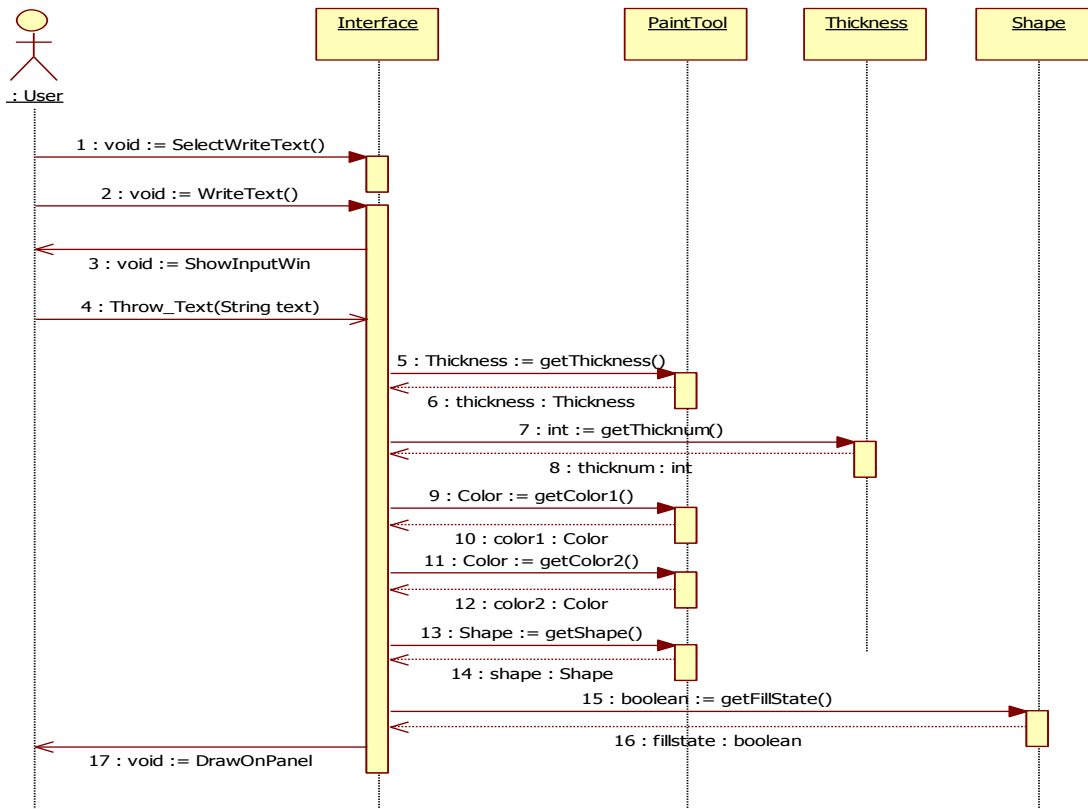 Interface
PaintTool
Thickness
Shape
: User
1 : void := SelectWriteText()
2 : void := WriteText()
3 : void := ShowInputWin
4 : Throw_Text(String text)
5 : Thickness := getThickness()
6 : thickness : Thickness
7 : int := getThicknum()
8 : thicknum : int
9 : Color := getColor1()
10 : color1 : Color
11 : Color := getColor2()
12 : color2 : Color
13 : Shape := getShape()
14 : shape : Shape
15 : boolean := getFillState()
16 : fillstate : boolean
17 : void := DrawOnPanel